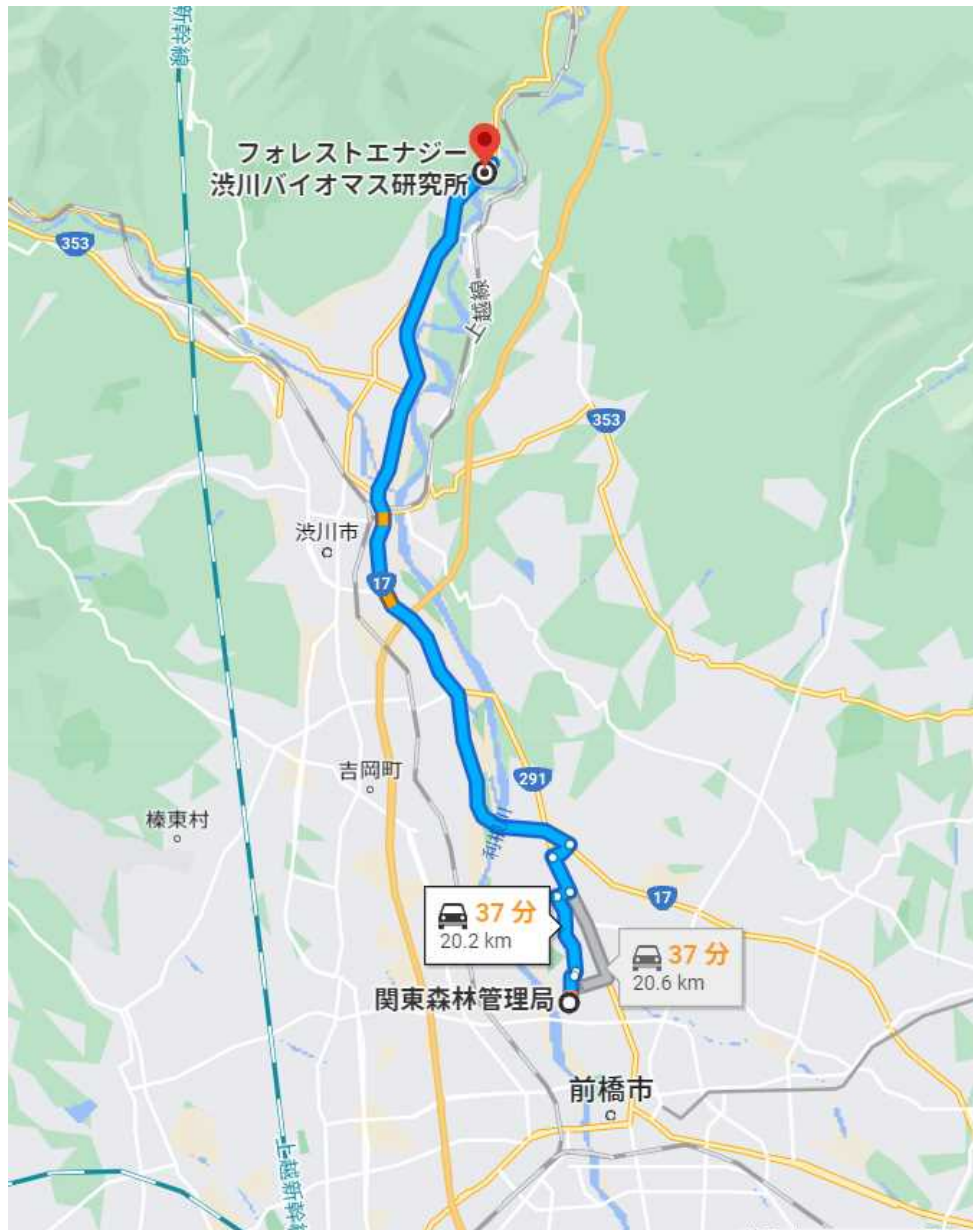 新幹線
フォレストエナジー
渋川バイオマス研究所
353
上越線
353
渋川市
17
291
吉岡町
榛東村
利根川
17
37 分
20.2 km
37 分
20.6 km
関東森林管理局
前橋市
上越新幹線